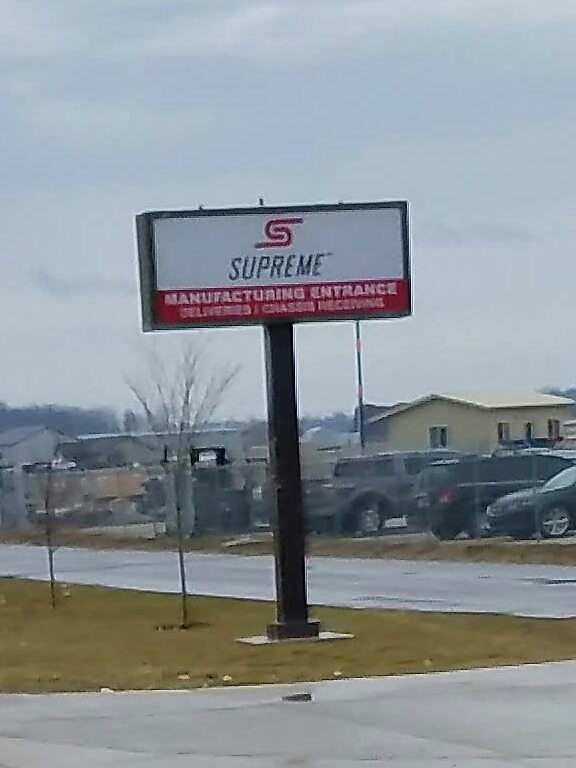 SUPREME
MANUFACTURING ENTRANCE
DELIVERIES / CHASSIS RECEIVING